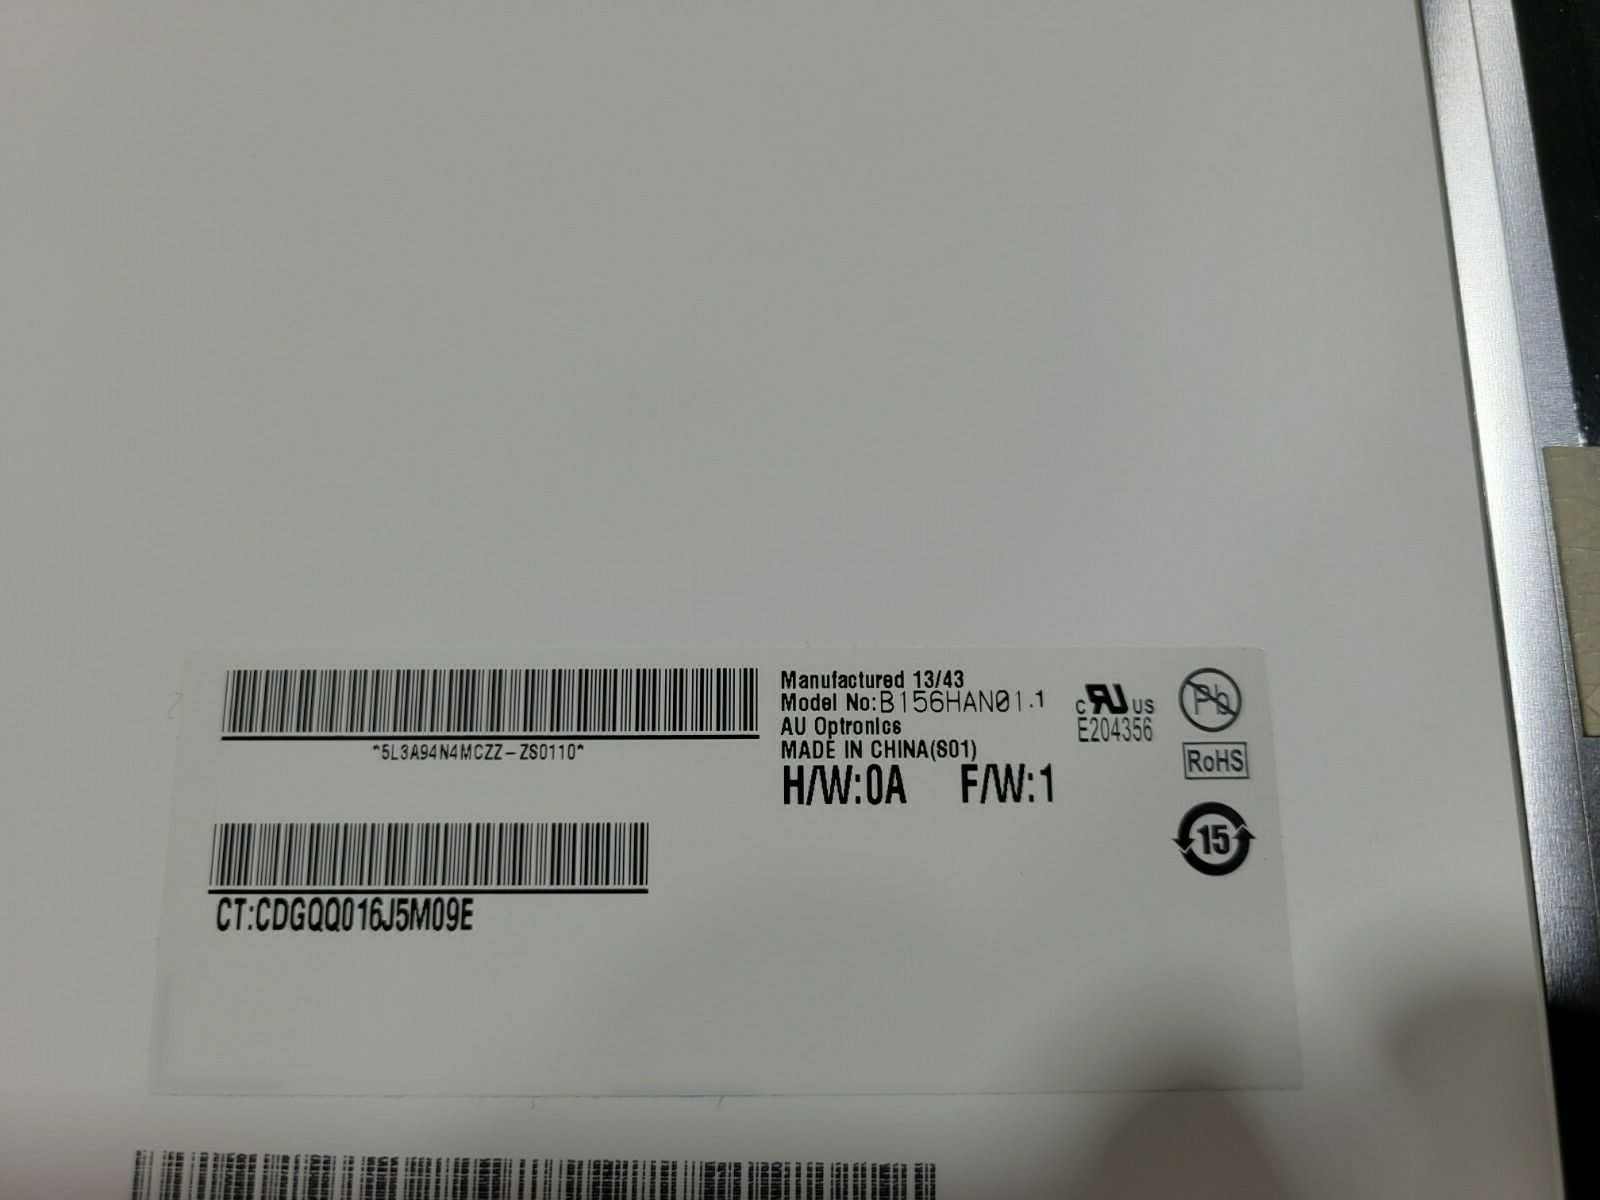 *5L3A94N4MCZZ-ZS0110*
CT:CDGQQ016J5M09E
Manufactured 13/43
Model No:B156HAN01.1
AU Optronics
MADE IN CHINA(S01)
H/W:0A F/W:1
c RU US
E204356
Pb
RoHS
15